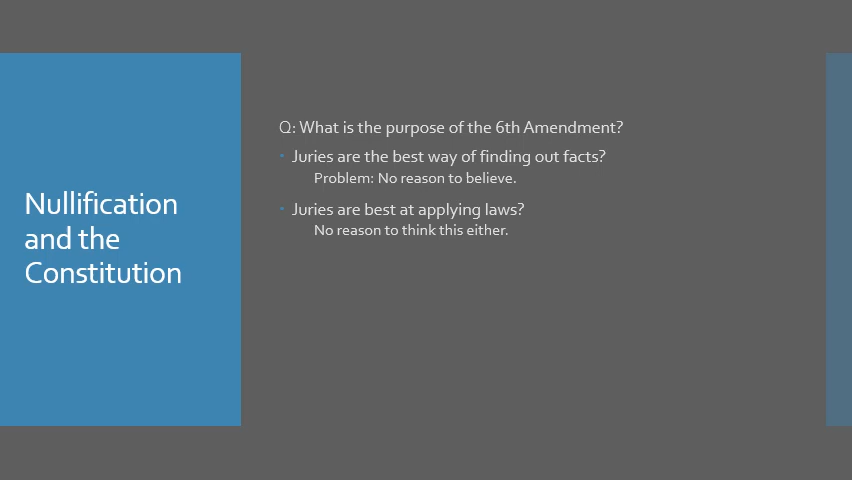 Nullification
and the
Constitution
Q: What is the purpose of the 6th Amendment?
Juries are the best way of finding out facts?
Problem: No reason to believe.
Juries are best at applying laws?
No reason to think this either.